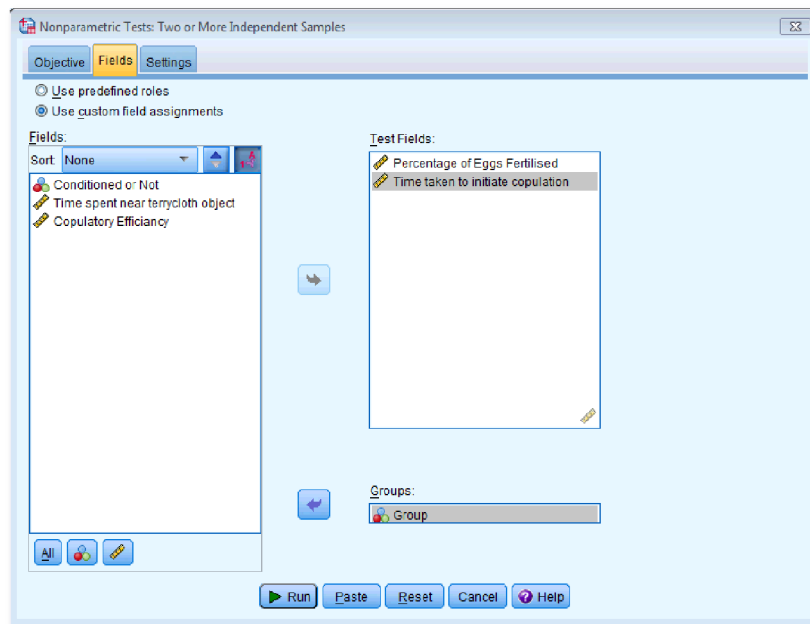 Nonparametric Tests: Two or More Independent Samples
Objective Fields Settings
Use predefined roles
Use custom field assignments
Fields:
Sort: None
Conditioned or Not
Time spent near terrycloth object
Copulatory Efficiancy
Test Fields:
Percentage of Eggs Fertilised
Time taken to initiate copulation
Groups:
Group
All
Run Paste Reset Cancel Help